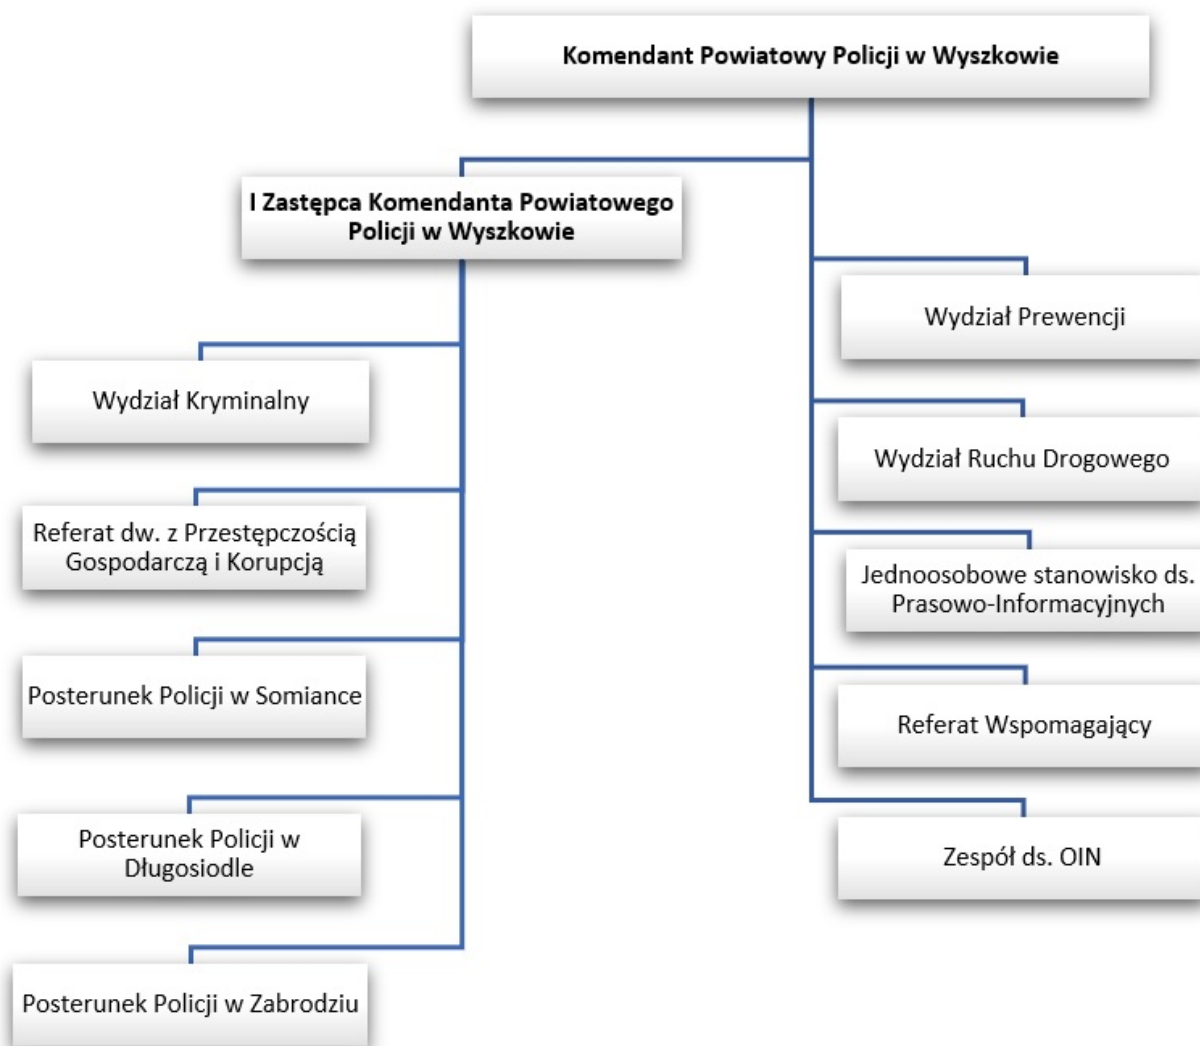 Komendant Powiatowy Policji w Wyszkowie
I Zastępca Komendanta Powiatowego
Policji w Wyszkowie
Wydział Kryminalny
Referat dw. z Przestępczością
Gospodarczą i Korupcją
Posterunek Policji w Somiance
Posterunek Policji w
Długosiodle
Posterunek Policji w Zabrodziu
Wydział Prewencji
Wydział Ruchu Drogowego
Jednoosobowe stanowisko ds.
Prasowo-Informacyjnych
Referat Wspomagający
Zespół ds. OIN